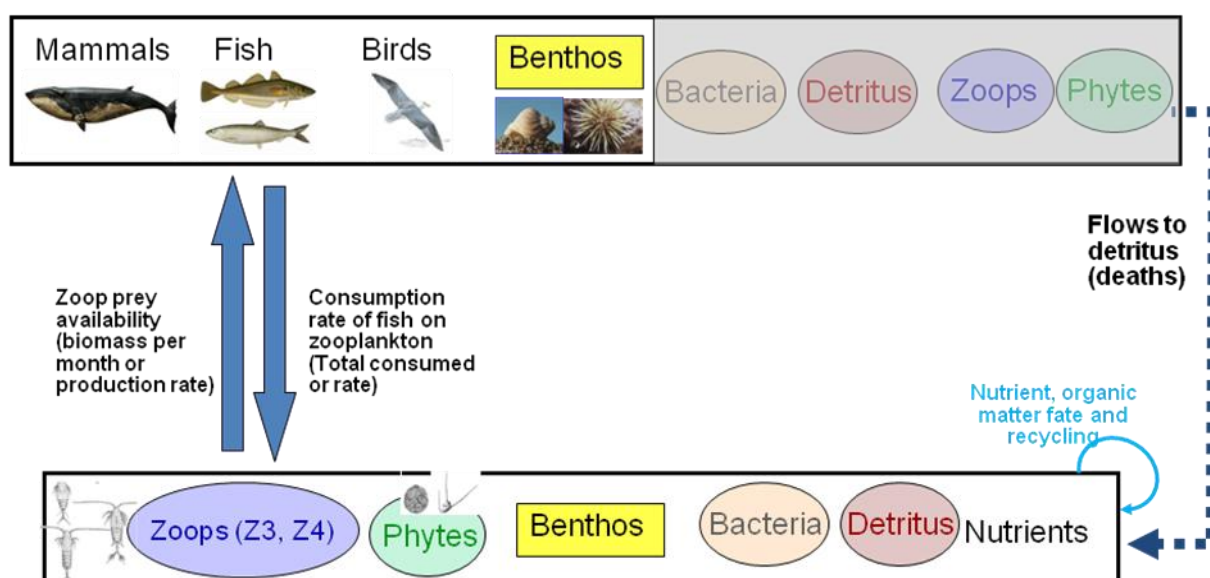 Mammals
Fish
Birds
Benthos
Bacteria
Detritus
Zoops
Phytes
Flows to
detritus
(deaths)
Zoop prey
availability
(biomass per
month or
production rate)
Consumption
rate of fish on
zooplankton
(Total consumed
or rate)
Nutrient, organic
matter fate and
recycling
Zoops (Z3, Z4)
Phytes
Benthos
Bacteria
Detritus
Nutrients